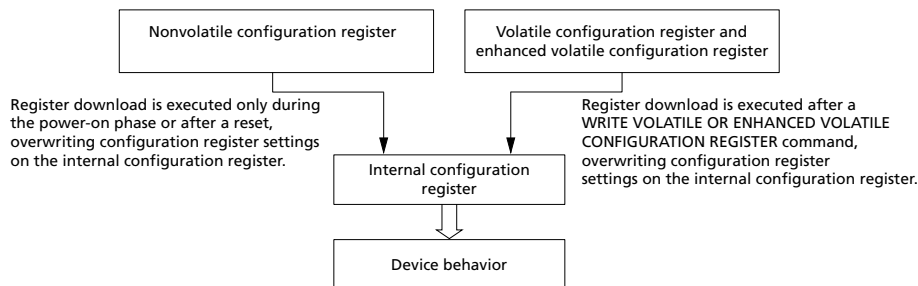 Nonvolatile configuration register
Volatile configuration register and
enhanced volatile configuration register
Register download is executed only during
the power-on phase or after a reset,
overwriting configuration register settings
on the internal configuration register.
Register download is executed after a
WRITE VOLATILE OR ENHANCED VOLATILE
CONFIGURATION REGISTER command,
overwriting configuration register
settings on the internal configuration register.
Internal configuration
register
Device behavior